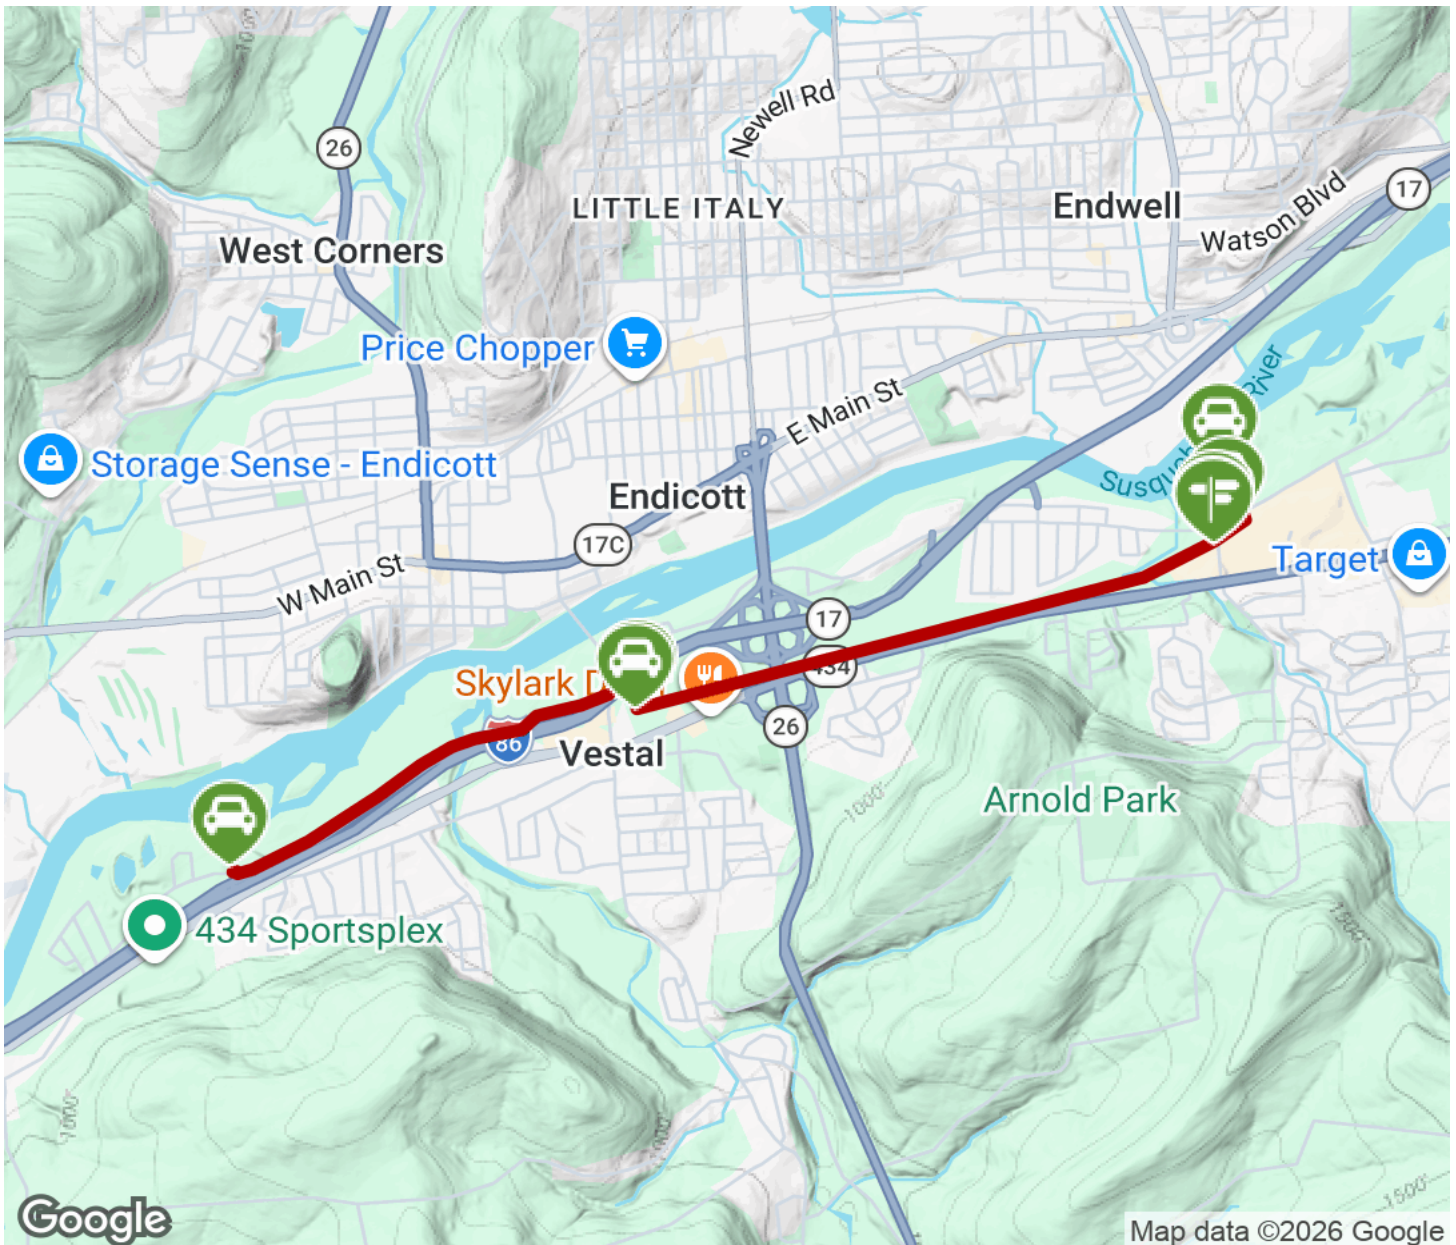 Newell Rd
26
LITTLE ITALY
Endwell
17
Watson Blvd
West Corners
Price Chopper
River
E Main St
Storage Sense - Endicott
Endicott
17C
Target
W Main St
17
434
Skylark
26
86
Vestal
1000'
Arnold Park
434 Sportsplex
1500'
1000'
1500'
Google
Map data ©2026 Google